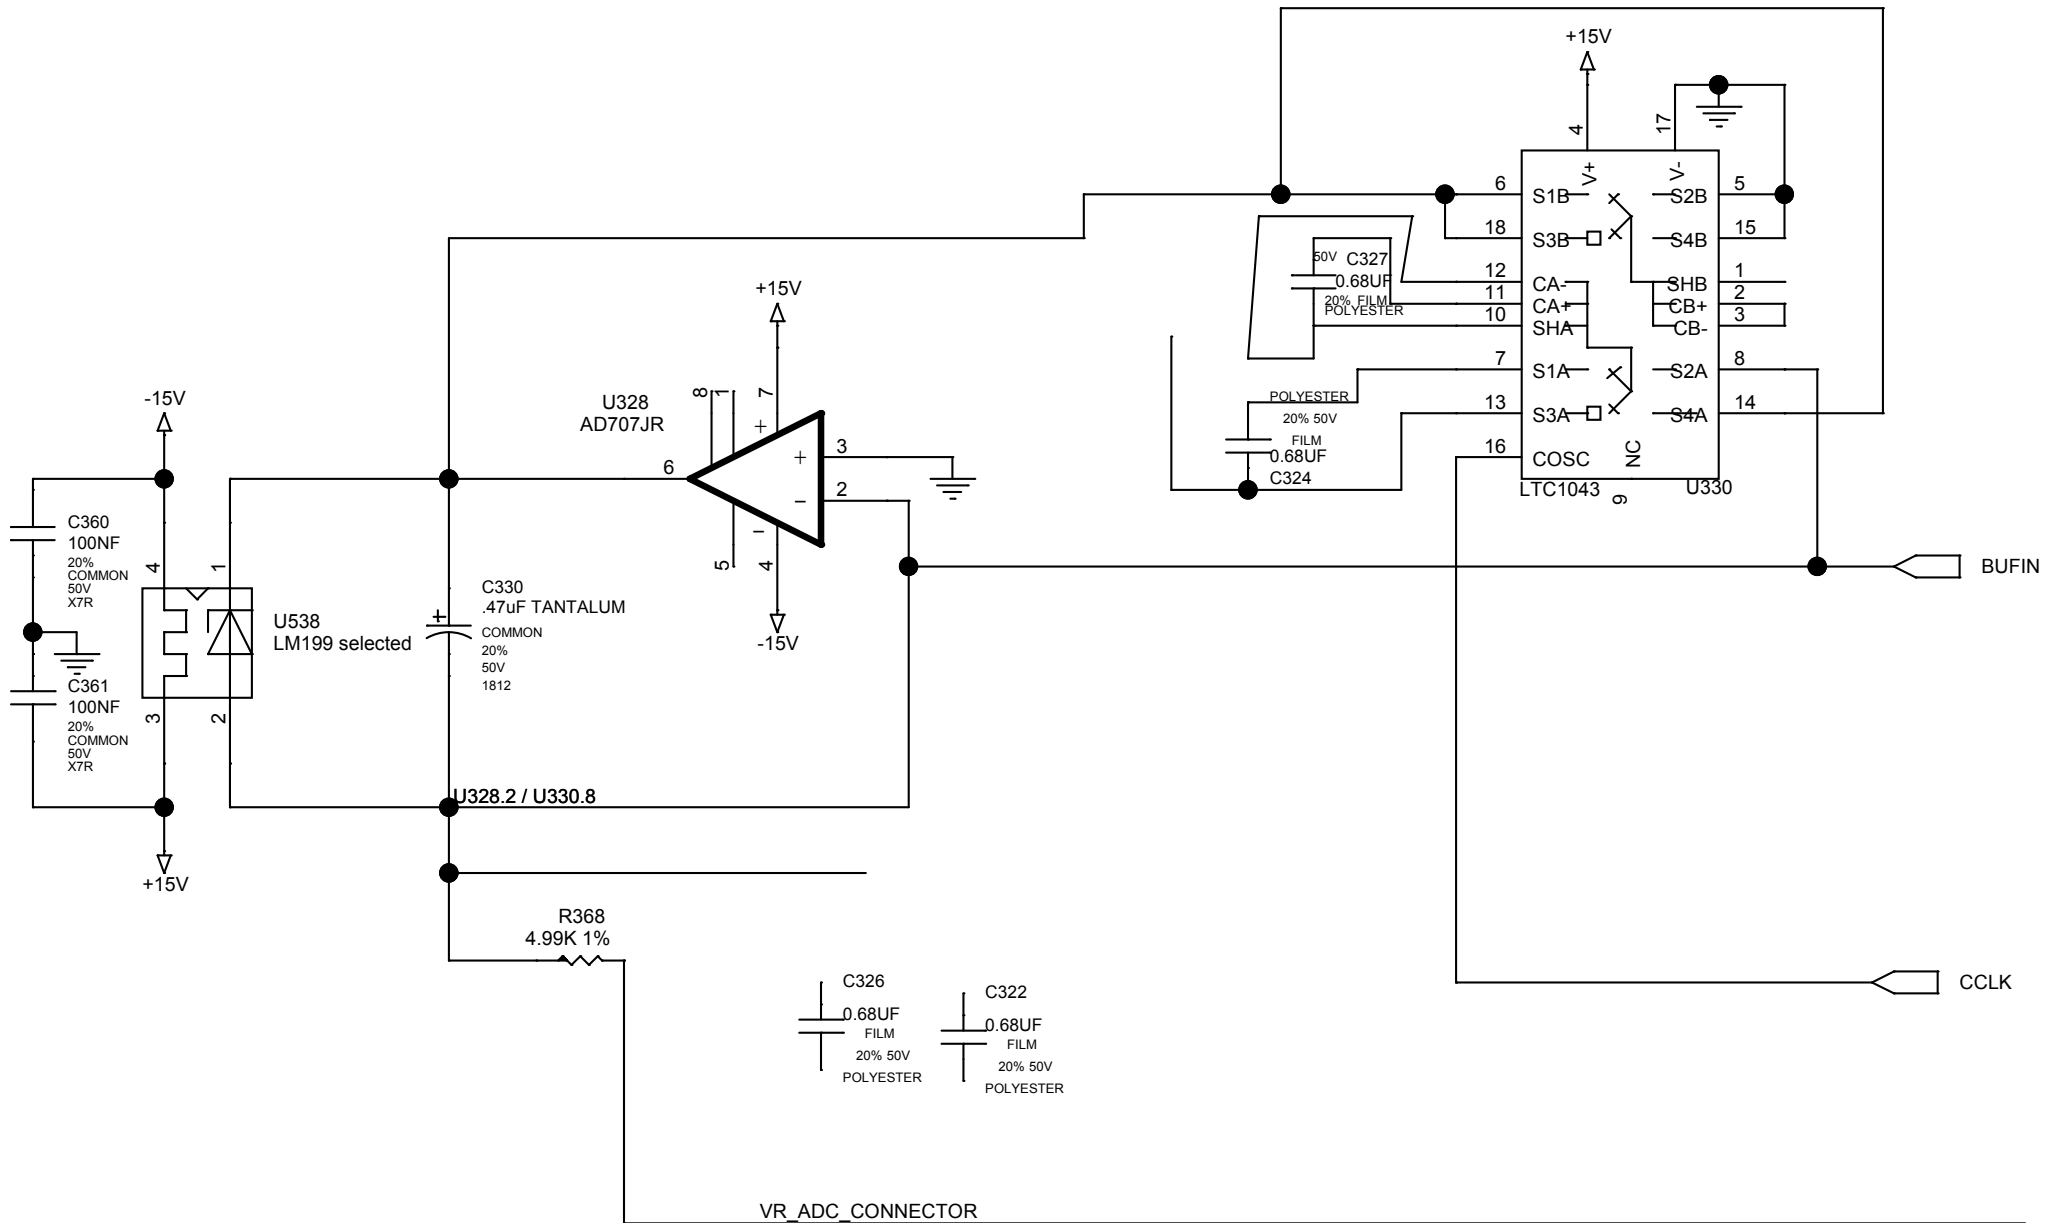 +15V
4
17
V+
V-
6
S1B
S2B
5
18
S3B
S4B
15
50V
C327
0.68UF
20% FILM
POLYESTER
12
CA-
SHB
1
11
CA+
CB+
2
10
SHA
CB-
3
7
S1A
S2A
8
13
S3A
S4A
14
16
COSC
NC
LTC1043
9
U330
POLYESTER
20% 50V
FILM
0.68UF
C324
+15V
U328
AD707JR
8
1
7
+
6
+
3
−
2
−
5
4
-15V
-15V
C360
100NF
20%
COMMON
50V
X7R
4
1
U538
LM199 selected
C361
100NF
20%
COMMON
50V
X7R
3
2
+15V
C330
.47uF TANTALUM
+
COMMON
20%
50V
1812
U328.2 / U330.8
BUFIN
R368
4.99K 1%
C326
0.68UF
FILM
20% 50V
POLYESTER
C322
0.68UF
FILM
20% 50V
POLYESTER
CCLK
VR_ADC_CONNECTOR